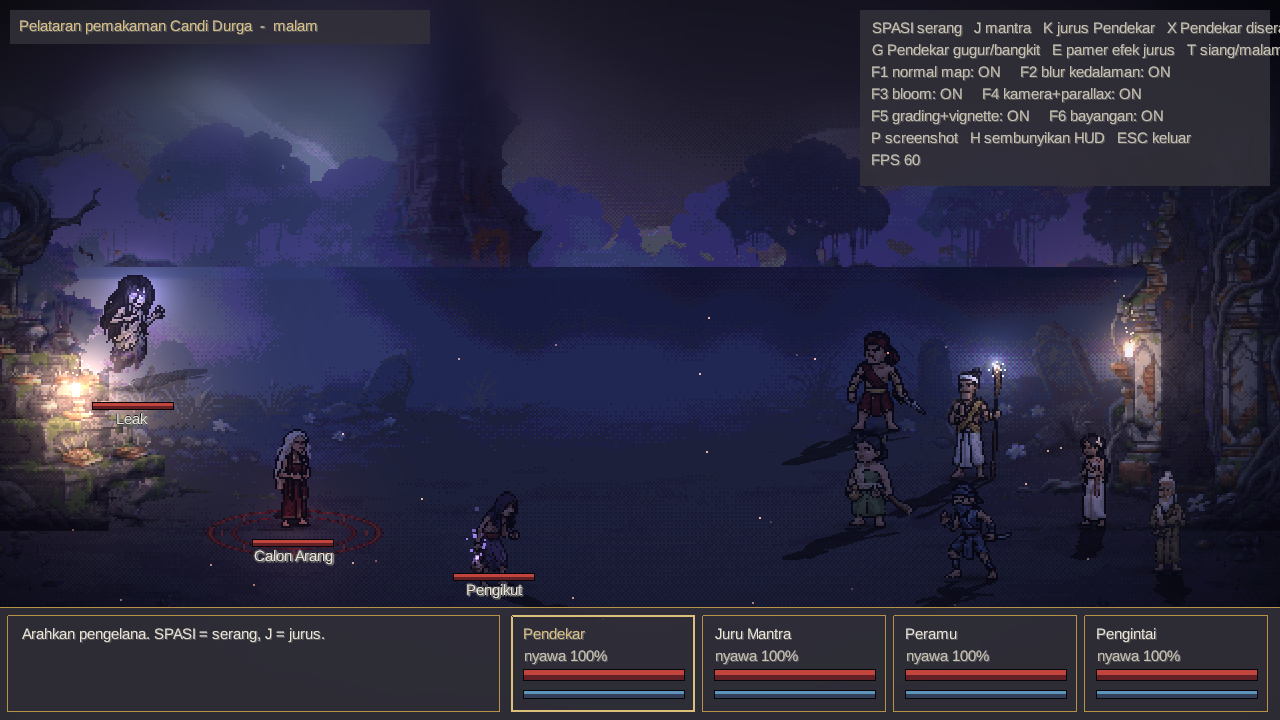 Pelataran pemakaman Candi Durga - malam
SPASI serang J mantra K jurus Pendekar X Pendekar
G Pendekar gugur/bangkit E pamer efek jurus T siang/malam
F1 normal map: ON F2 blur kedalaman: ON
F3 bloom: ON F4 kamera+parallax: ON
F5 grading+vignette: ON F6 bayangan: ON
P screenshot H sembunyikan HUD ESC keluar
FPS 60
Leak
Calon Arang
Pengikut
Arahkan pengelana. SPASI = serang, J = jurus.
Pendekar
nyawa 100%
Juru Mantra
nyawa 100%
Peramu
nyawa 100%
Pengintai
nyawa 100%